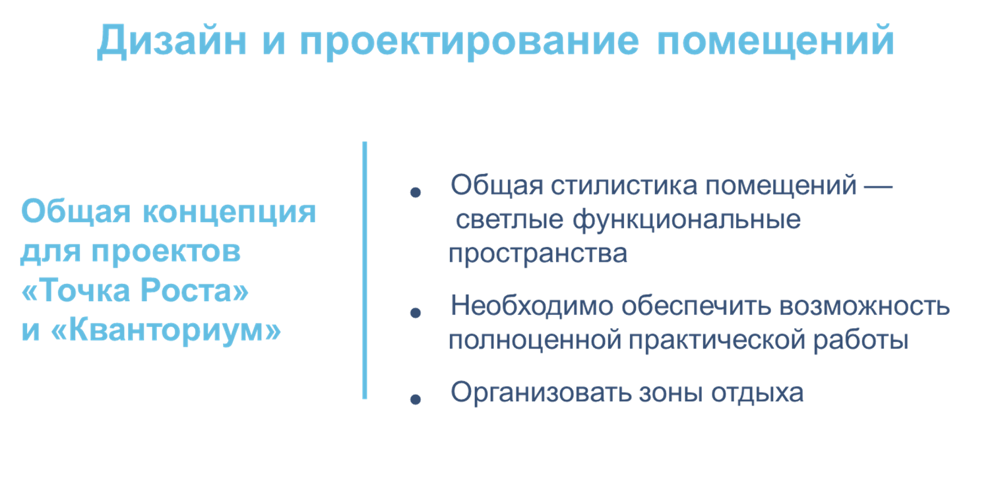 Дизайн и проектирование помещений
Общая концепция
для проектов
«Точка Роста»
и «Кванториум»
• Общая стилистика помещений —
светлые функциональные
пространства
• Необходимо обеспечить возможность
полноценной практической работы
• Организовать зоны отдыха